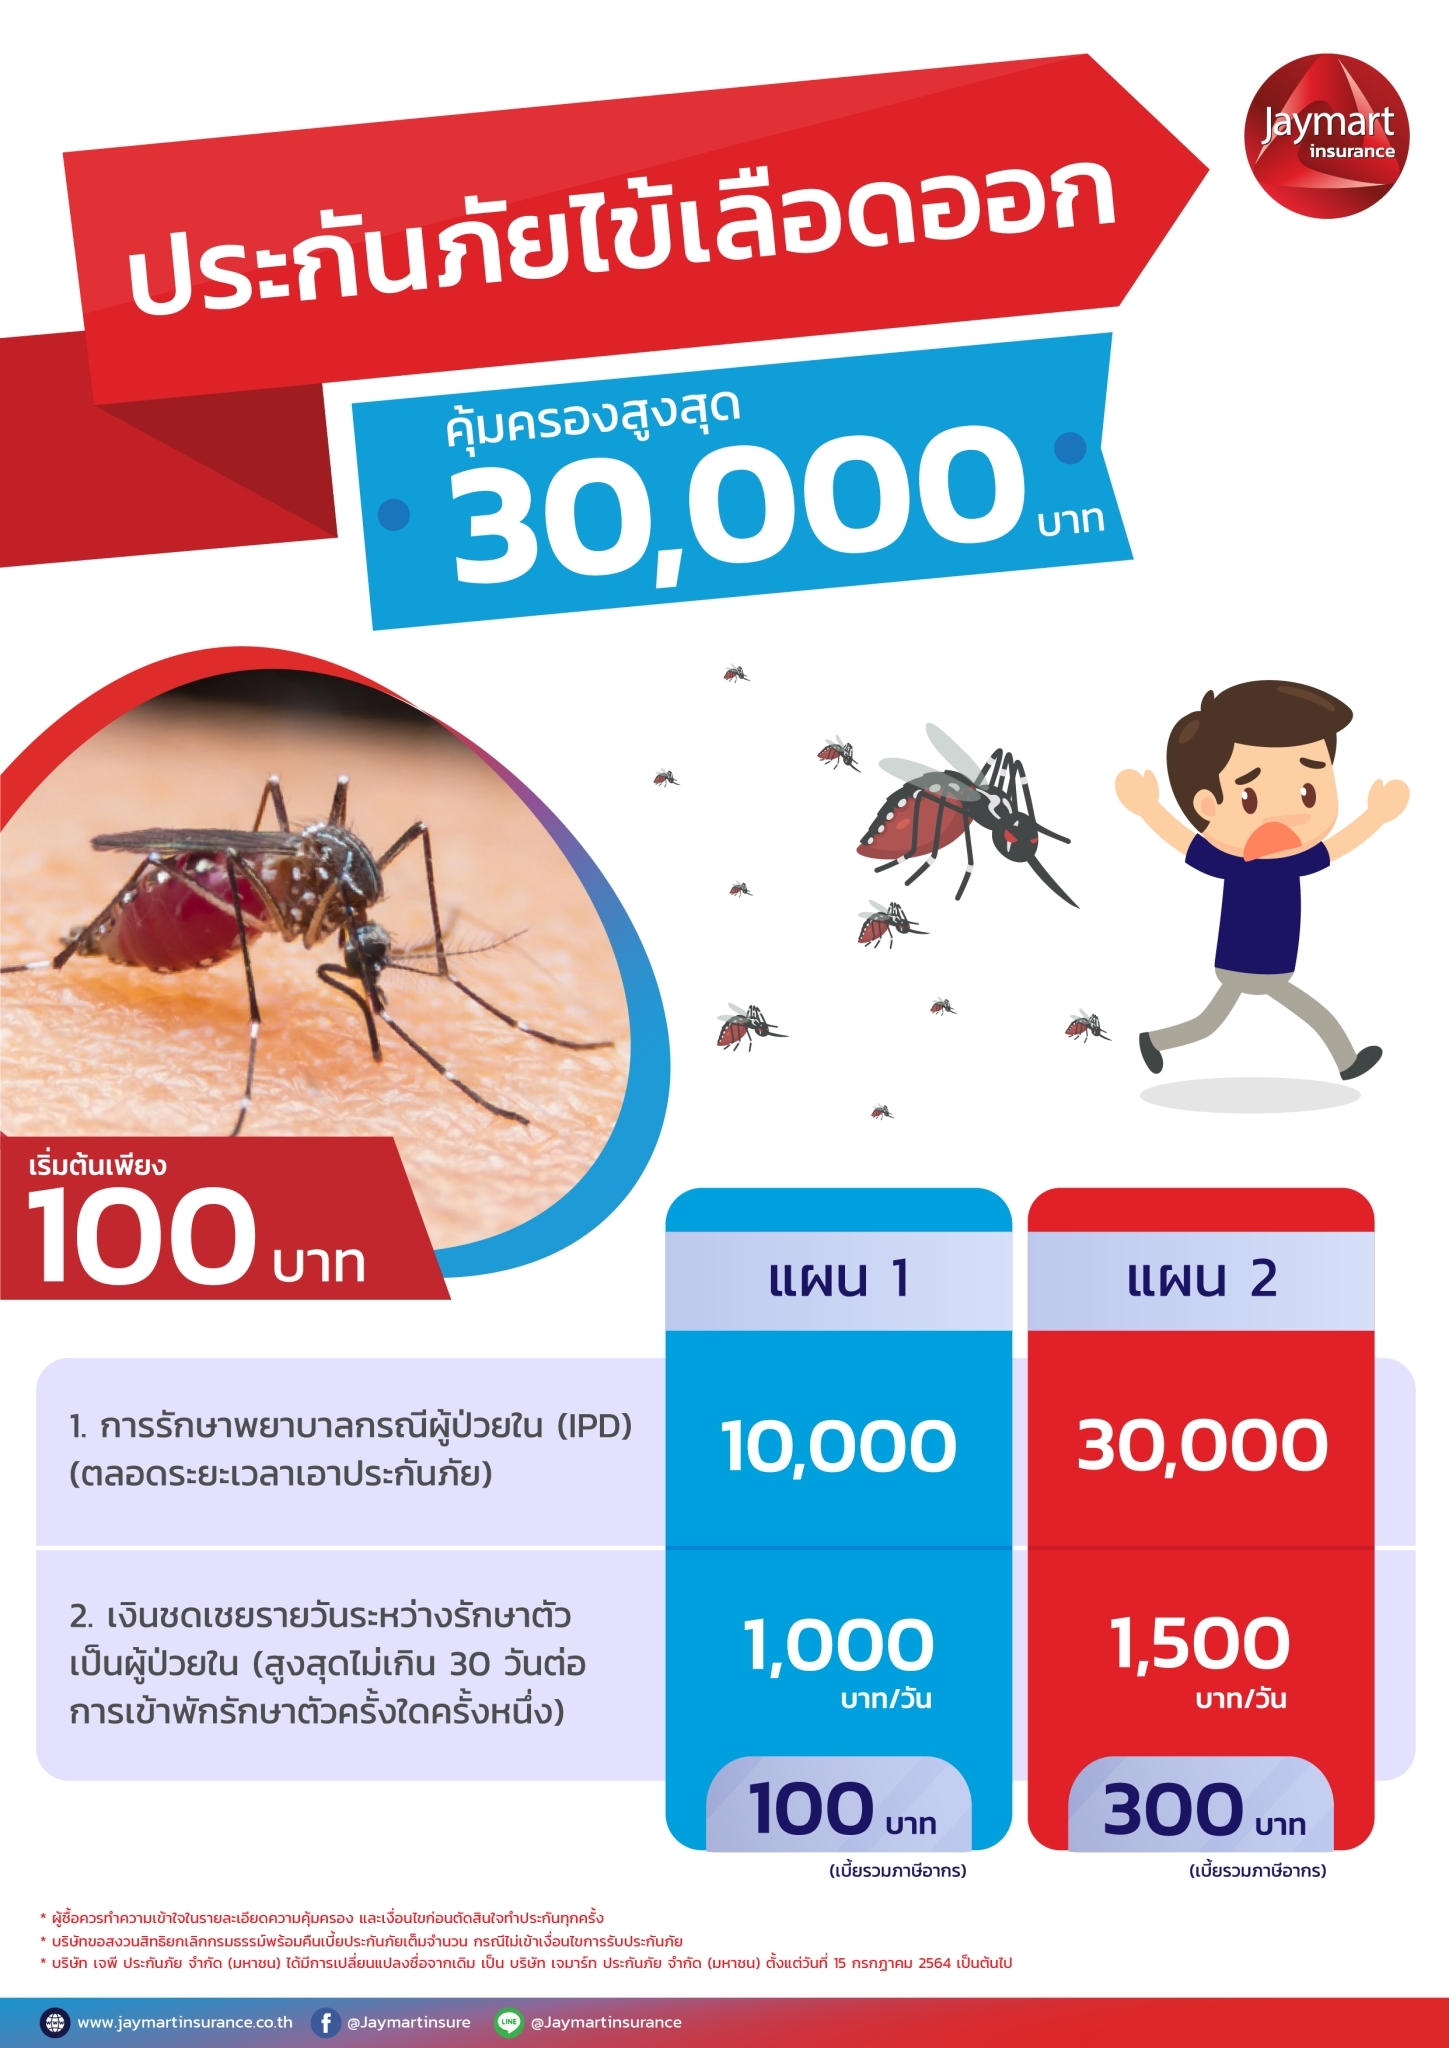 Jaymart
insurance
ประกันภัยไข้เลือดออก
คุ้มครองสูงสุด
30,000 บาท
เริ่มต้นเพียง
100 บาท
แผน 1
แผน 2
1. การรักษาพยาบาลกรณีผู้ป่วยใน (IPD)
(ตลอดระยะเวลาเอาประกันภัย)
10,000
30,000
2. เงินชดเชยรายวันระหว่างรักษาตัว
เป็นผู้ป่วยใน (สูงสุดไม่เกิน 30 วันต่อ
การเข้าพักรักษาตัวครั้งใดครั้งหนึ่ง)
1,000
บาท/วัน
1,500
บาท/วัน
100 บาท
300 บาท
(เบี้ยรวมภาษีอากร)
(เบี้ยรวมภาษีอากร)
* ผู้ซื้อควรทำความเข้าใจในรายละเอียดความคุ้มครอง และเงื่อนไขก่อนตัดสินใจทำประกันทุกครั้ง
* บริษัทขอสงวนสิทธิยกเลิกกรมธรรม์พร้อมคืนเบี้ยประกันภัยเต็มจำนวน กรณีไม่เข้าเงื่อนไขการรับประกันภัย
* บริษัท เจพี ประกันภัย จำกัด (มหาชน) ได้มีการเปลี่ยนแปลงชื่อจากเดิม เป็น บริษัท เจมาร์ท ประกันภัย จำกัด (มหาชน) ตั้งแต่วันที่ 15 กรกฎาคม 2564 เป็นต้นไป
www.jaymartinsurance.co.th @Jaymartinsure LINE @Jaymartinsurance